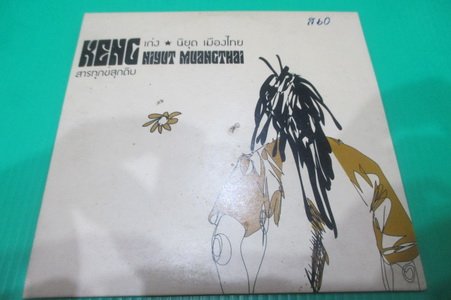 ฿60
KENG เก่ง ★ นิยุต เมืองไทย
NIYUT MUANGTHAI
สารทุกขสุกดิบ